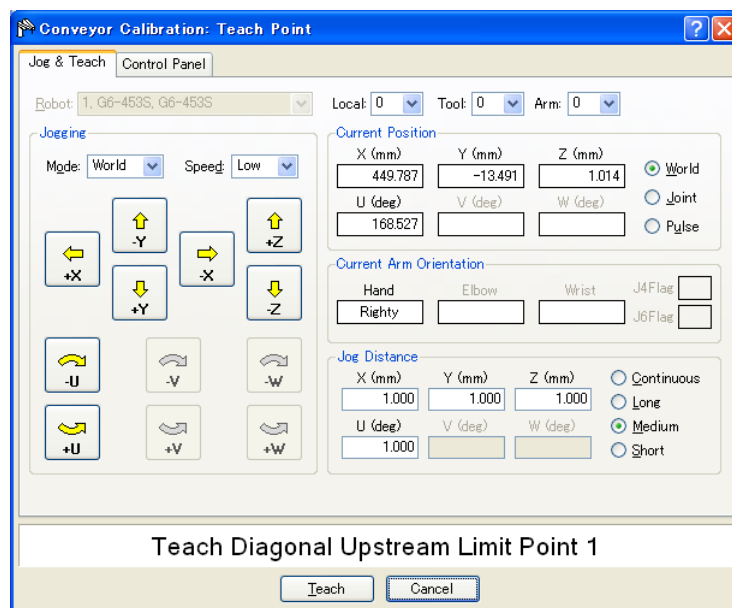 Conveyor Calibration: Teach Point
Jog & Teach Control Panel
Robot: 1, G6-453S, G6-453S Local: 0 Tool: 0 Arm: 0
Jogging
Mode: World Speed: Low
-Y
+Z
+X
-X
+Y
-Z
-U -V -W
+U +V +W
Current Position
X (mm) Y (mm) Z (mm)
449.787 -13.491 1.014
U (deg) V (deg) W (deg)
168.527
World
Joint
Pulse
Current Arm Orientation
Hand Elbow Wrist
Righty
J4Flag
J6Flag
Jog Distance
X (mm) Y (mm) Z (mm)
1.000 1.000 1.000
U (deg) V (deg) W (deg)
1.000
Continuous
Long
Medium
Short
Teach Diagonal Upstream Limit Point 1
Teach Cancel